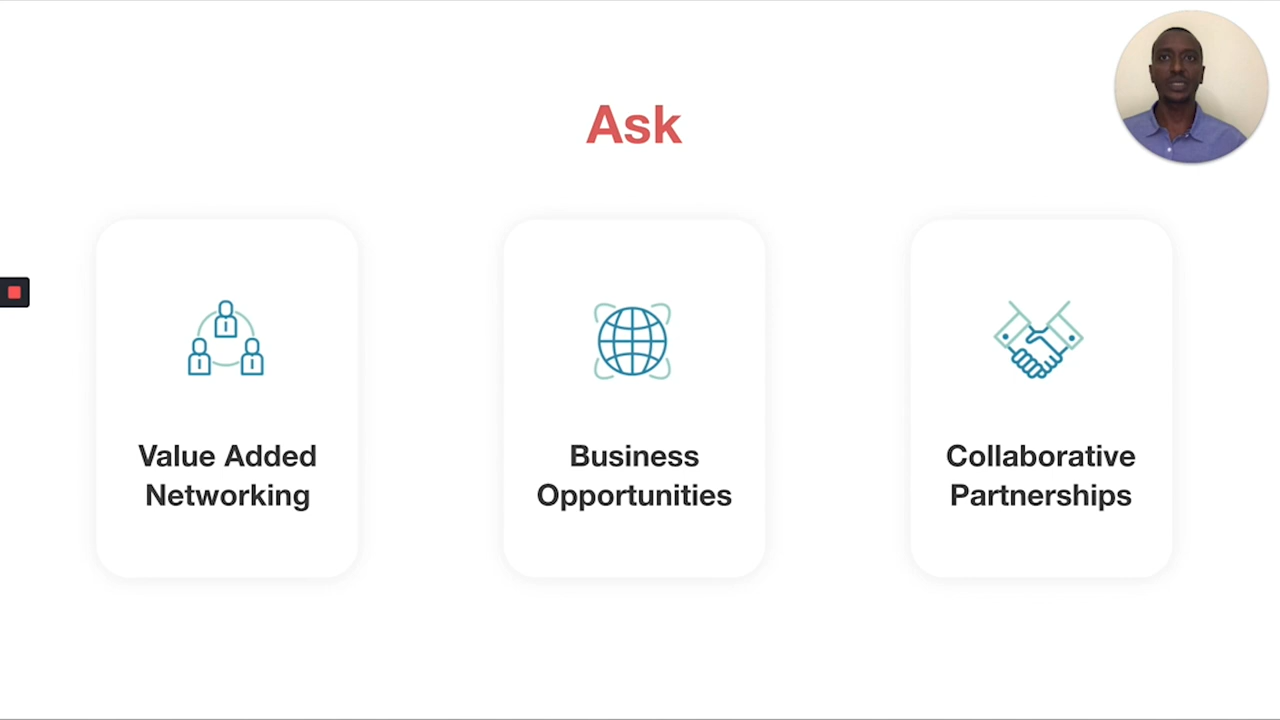 Ask
Value Added
Networking
Business
Opportunities
Collaborative
Partnerships